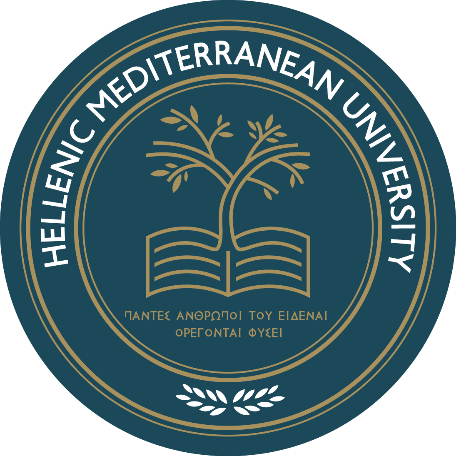 HELLENIC MEDITERRANEAN UNIVERSITY
ΠΑΝΤΕΣ ΑΝΘΡΩΠΟΙ ΤΟΥ ΕΙΔΕΝΑΙ
ΟΡΕΓΟΝΤΑΙ ΦΥΣΕΙ